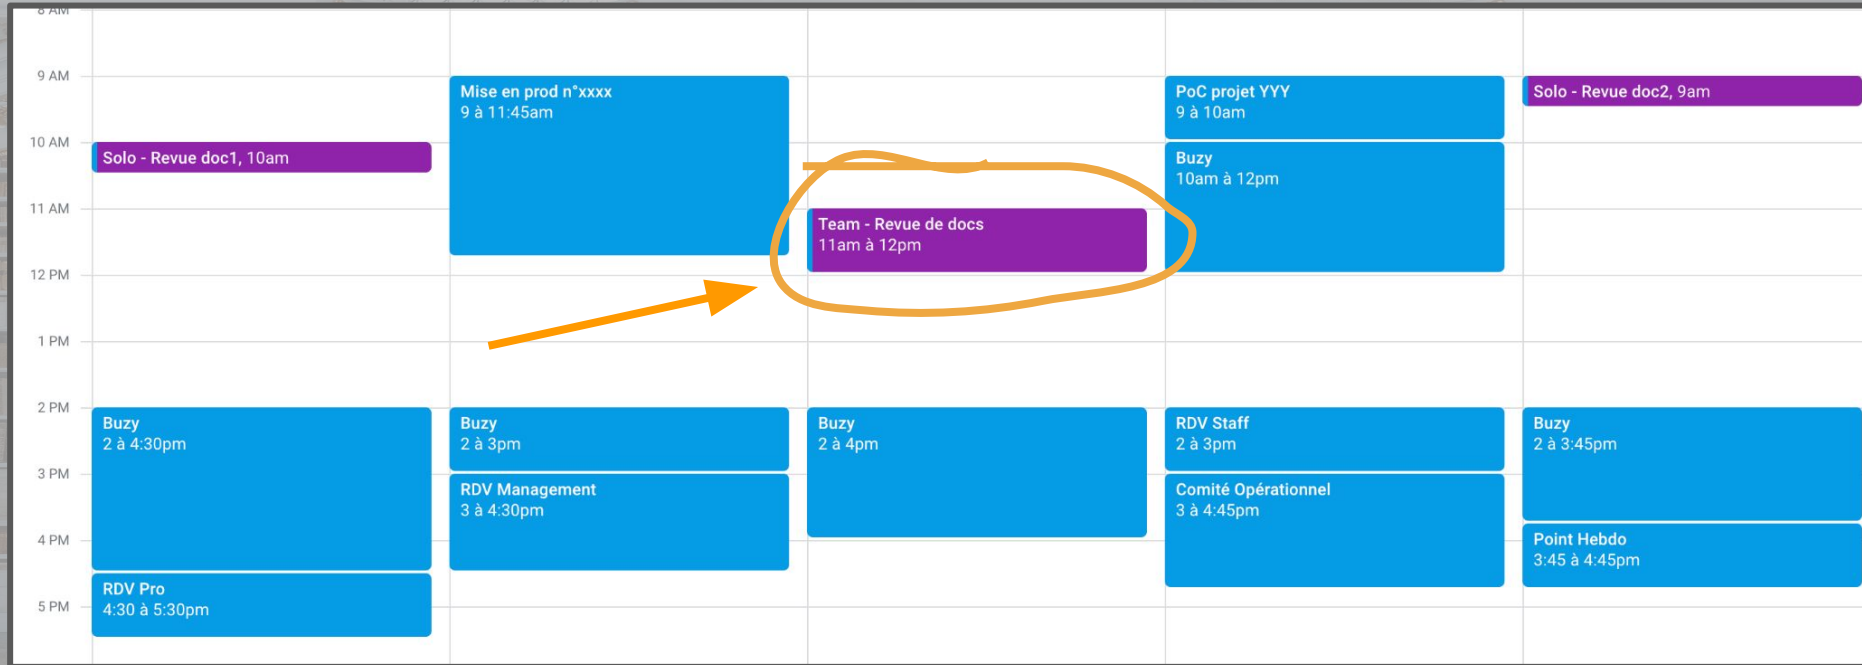 8 AM
9 AM
10 AM
11 AM
12 PM
1 PM
2 PM
3 PM
4 PM
5 PM
Solo - Revue doc1, 10am
Buzy
2 à 4:30pm
RDV Pro
4:30 à 5:30pm
Mise en prod n°xxxx
9 à 11:45am
Buzy
2 à 3pm
RDV Management
3 à 4:30pm
Team - Revue de docs
11am à 12pm
Buzy
2 à 4pm
PoC projet YYY
9 à 10am
Buzy
10am à 12pm
RDV Staff
2 à 3pm
Comité Opérationnel
3 à 4:45pm
Solo - Revue doc2, 9am
Buzy
2 à 3:45pm
Point Hebdo
3:45 à 4:45pm